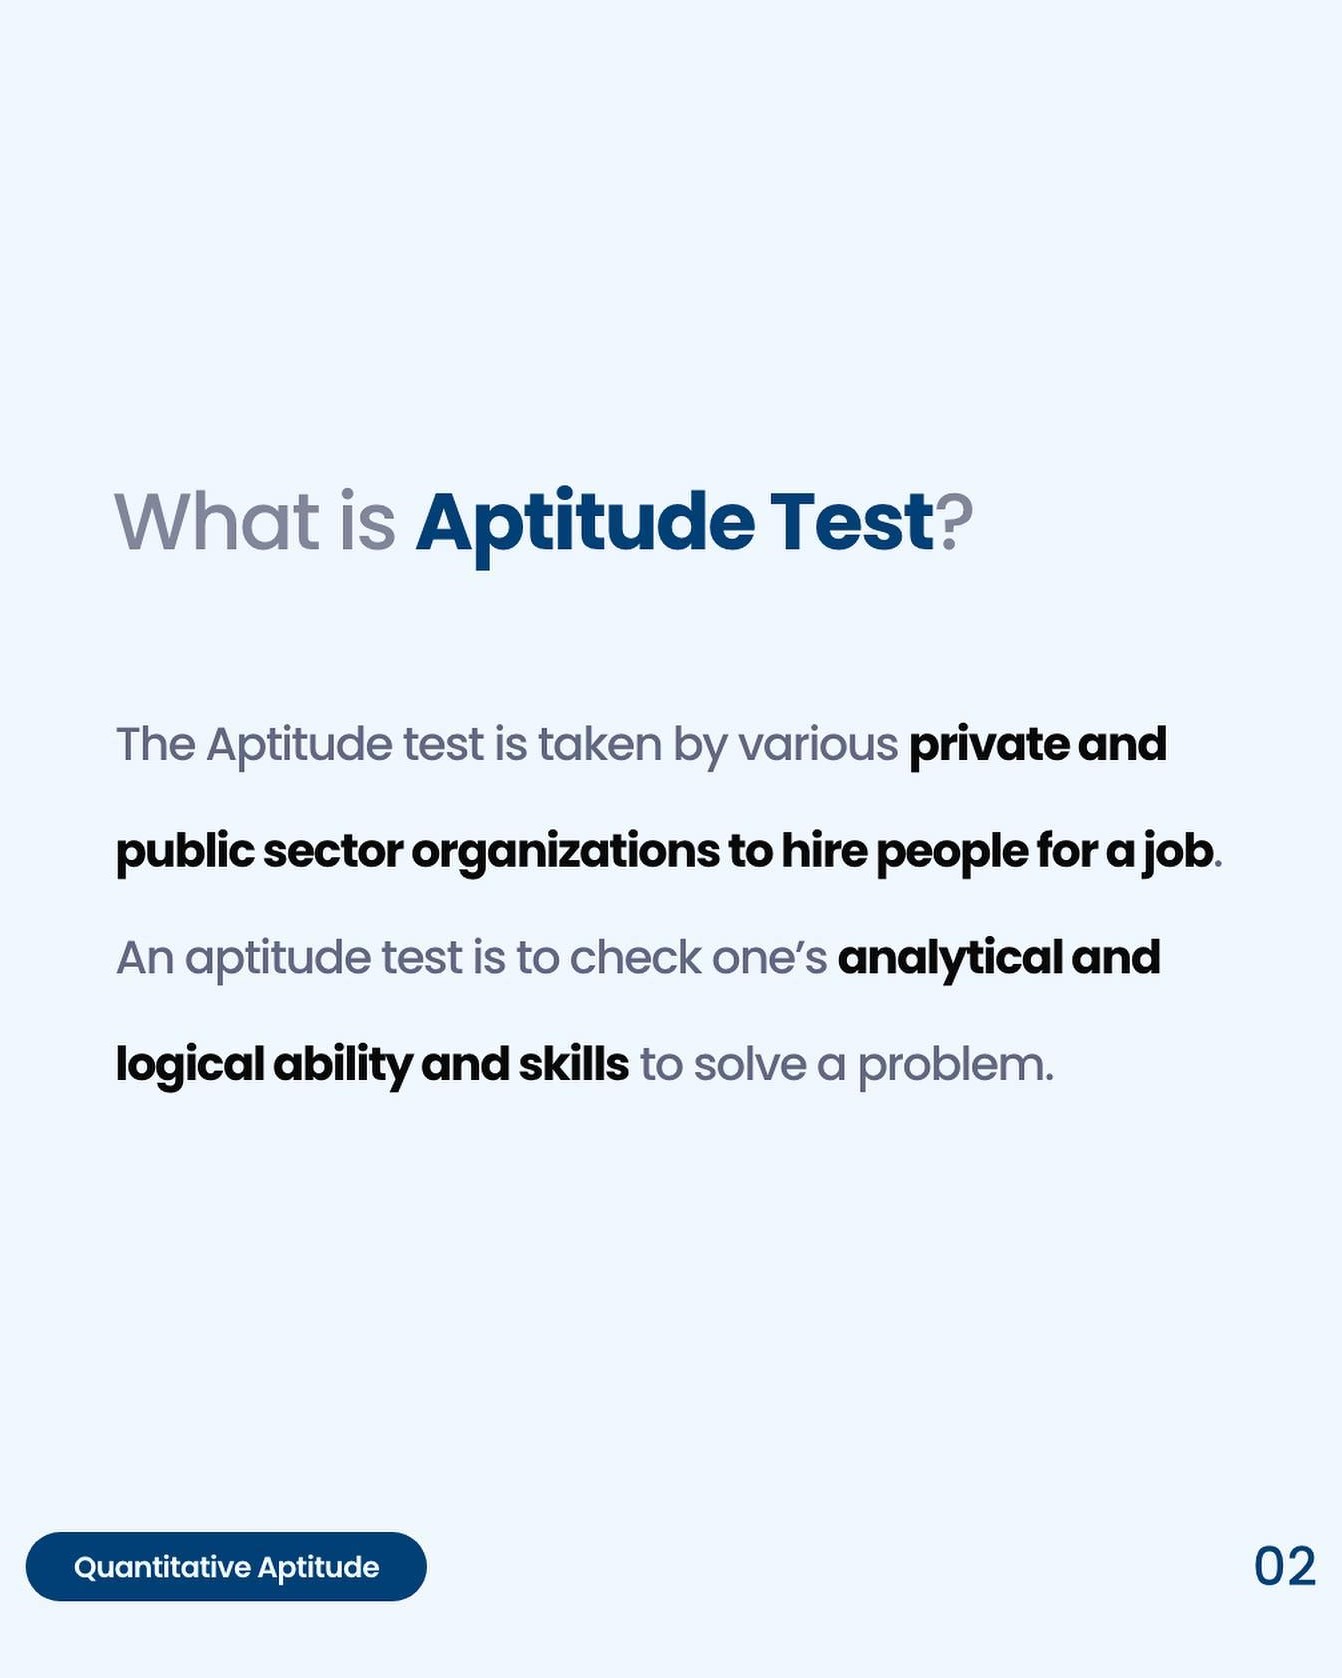 What is Aptitude Test?
The Aptitude test is taken by various private and
public sector organizations to hire people for a job.
An aptitude test is to check one’s analytical and
logical ability and skills to solve a problem.
Quantitative Aptitude
02